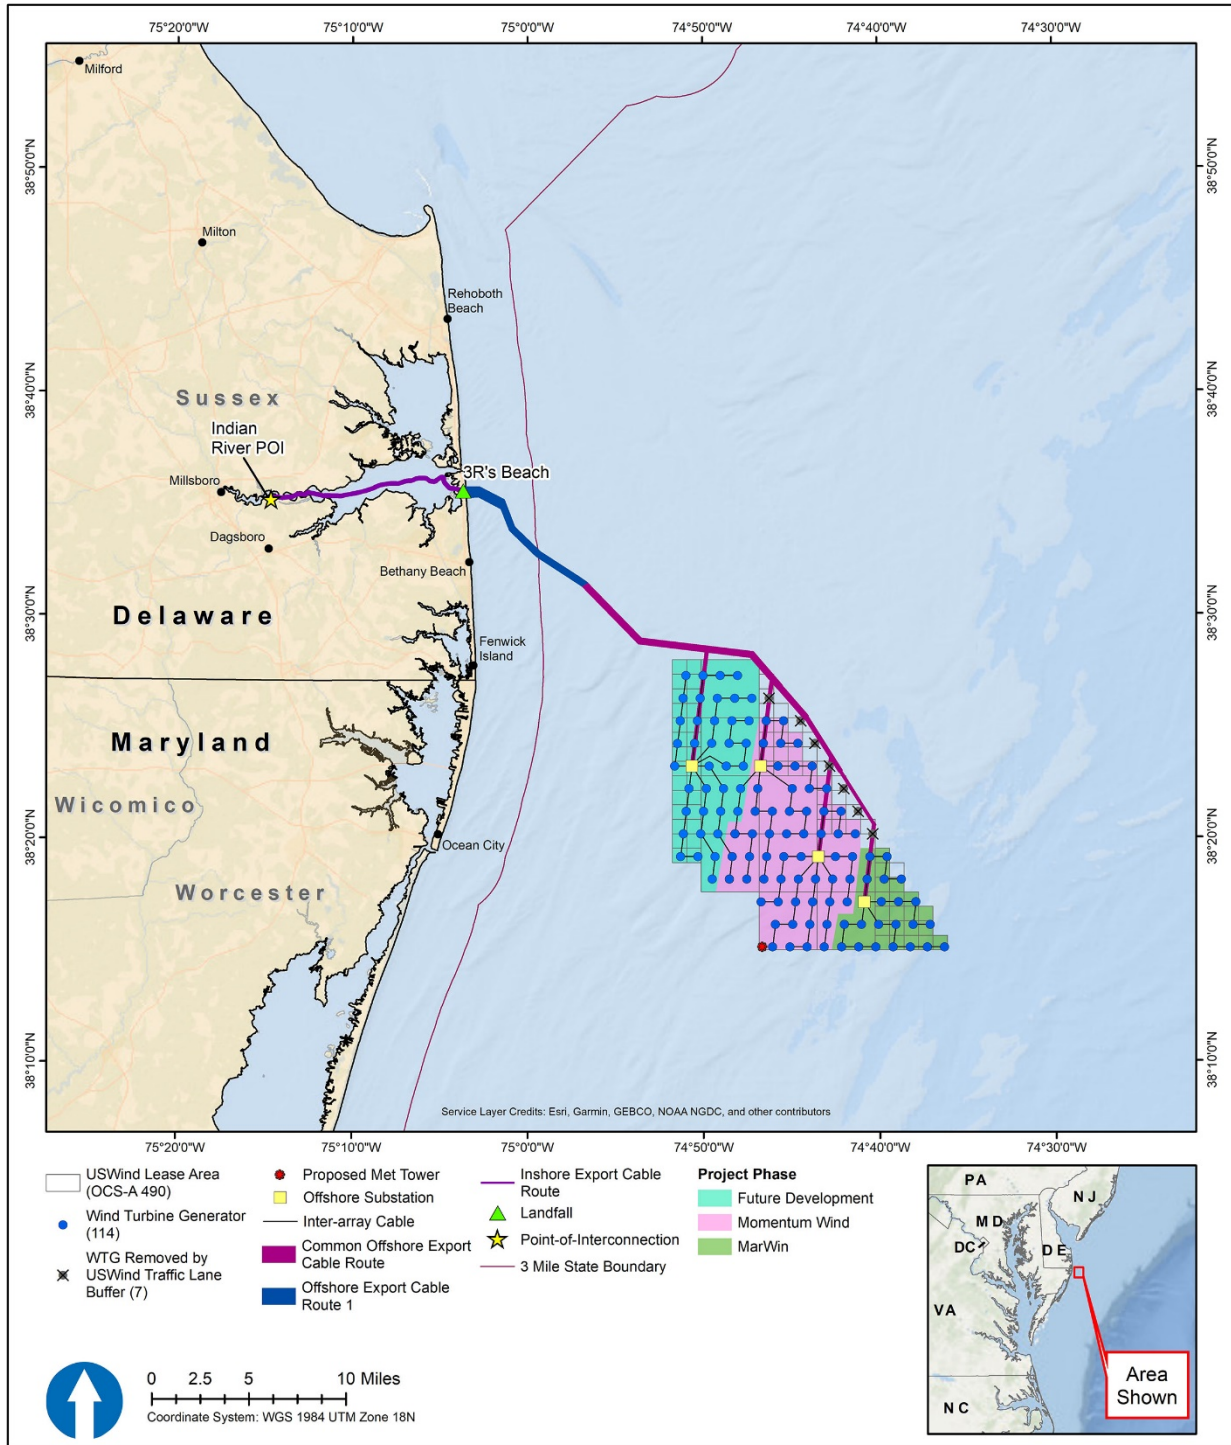 75°20'0"W
75°10'0"W
75°0'0"W
74°50'0"W
74°40'0"W
74°30'0"W
Milford
38°50'0"N
38°50'0"N
Milton
Rehoboth
Beach
38°40'0"N
38°40'0"N
Sussex
Indian
River POI
3R's Beach
Millsboro
Dagsboro
Bethany Beach
38°30'0"N
38°30'0"N
Delaware
Fenwick
Island
Maryland
Wicomico
38°20'0"N
38°20'0"N
Ocean City
Worcester
38°10'0"N
38°10'0"N
Service Layer Credits: Esri, Garmin, GEBCO, NOAA NGDC, and other contributors
75°20'0"W
75°10'0"W
75°0'0"W
74°50'0"W
74°40'0"W
74°30'0"W
USWind Lease Area
(OCS-A 490)
Wind Turbine Generator
(114)
WTG Removed by
USWind Traffic Lane
Buffer (7)
Proposed Met Tower
Offshore Substation
Inter-array Cable
Common Offshore Export
Cable Route
Offshore Export Cable
Route 1
Inshore Export Cable
Route
Landfall
Point-of-Interconnection
3 Mile State Boundary
Project Phase
Future Development
Momentum Wind
MarWin
PA
NJ
MD
DC
DE
VA
NC
Area
Shown
0 2.5 5 10 Miles
Coordinate System: WGS 1984 UTM Zone 18N